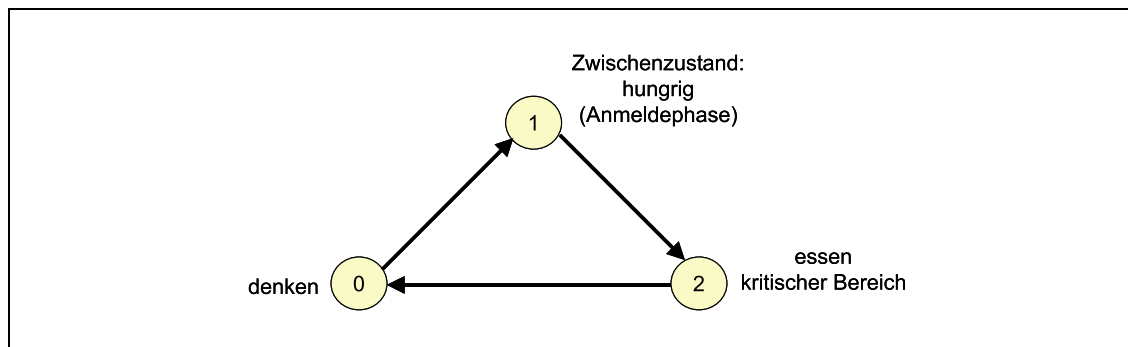 Zwischenzustand:
hungrig
(Anmeldephase)
1
denken
0
2
essen
kritischer Bereich